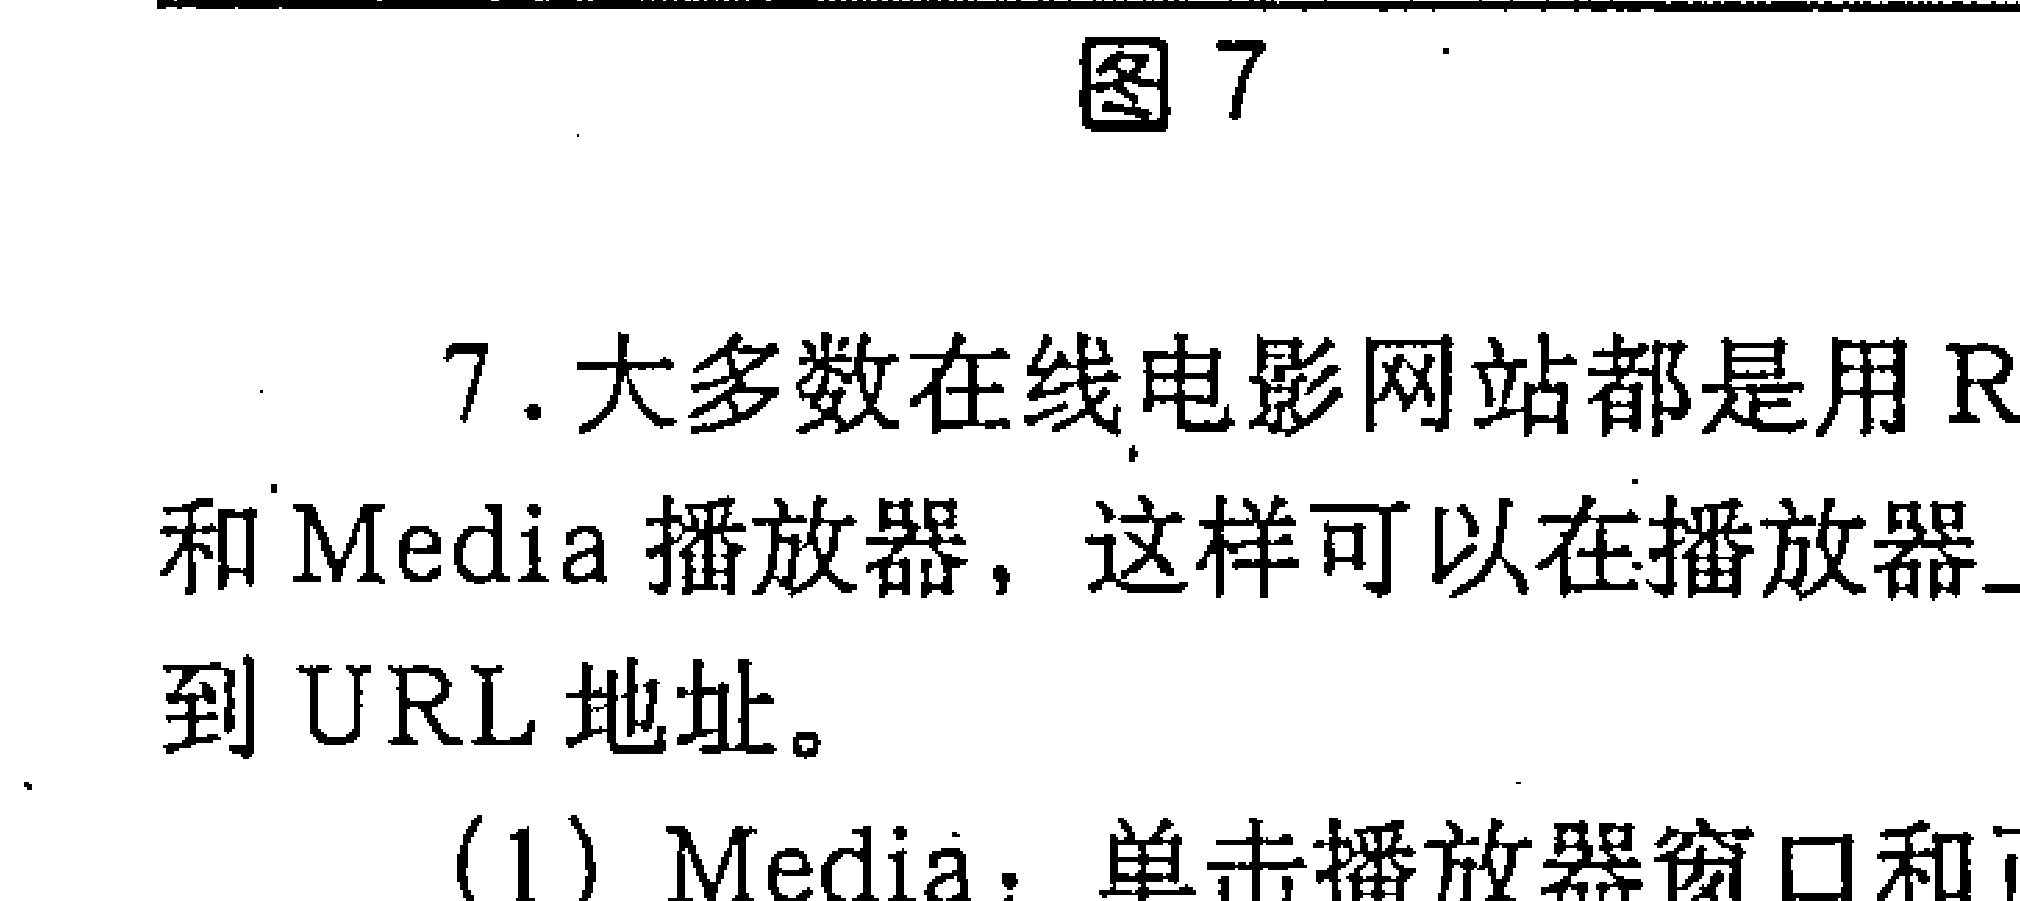 图 7
7.大多数在线电影网站都是用 R
和 Media 播放器，这样可以在播放器
到 URL 地址。
(1) Media: 单击播放器窗口和